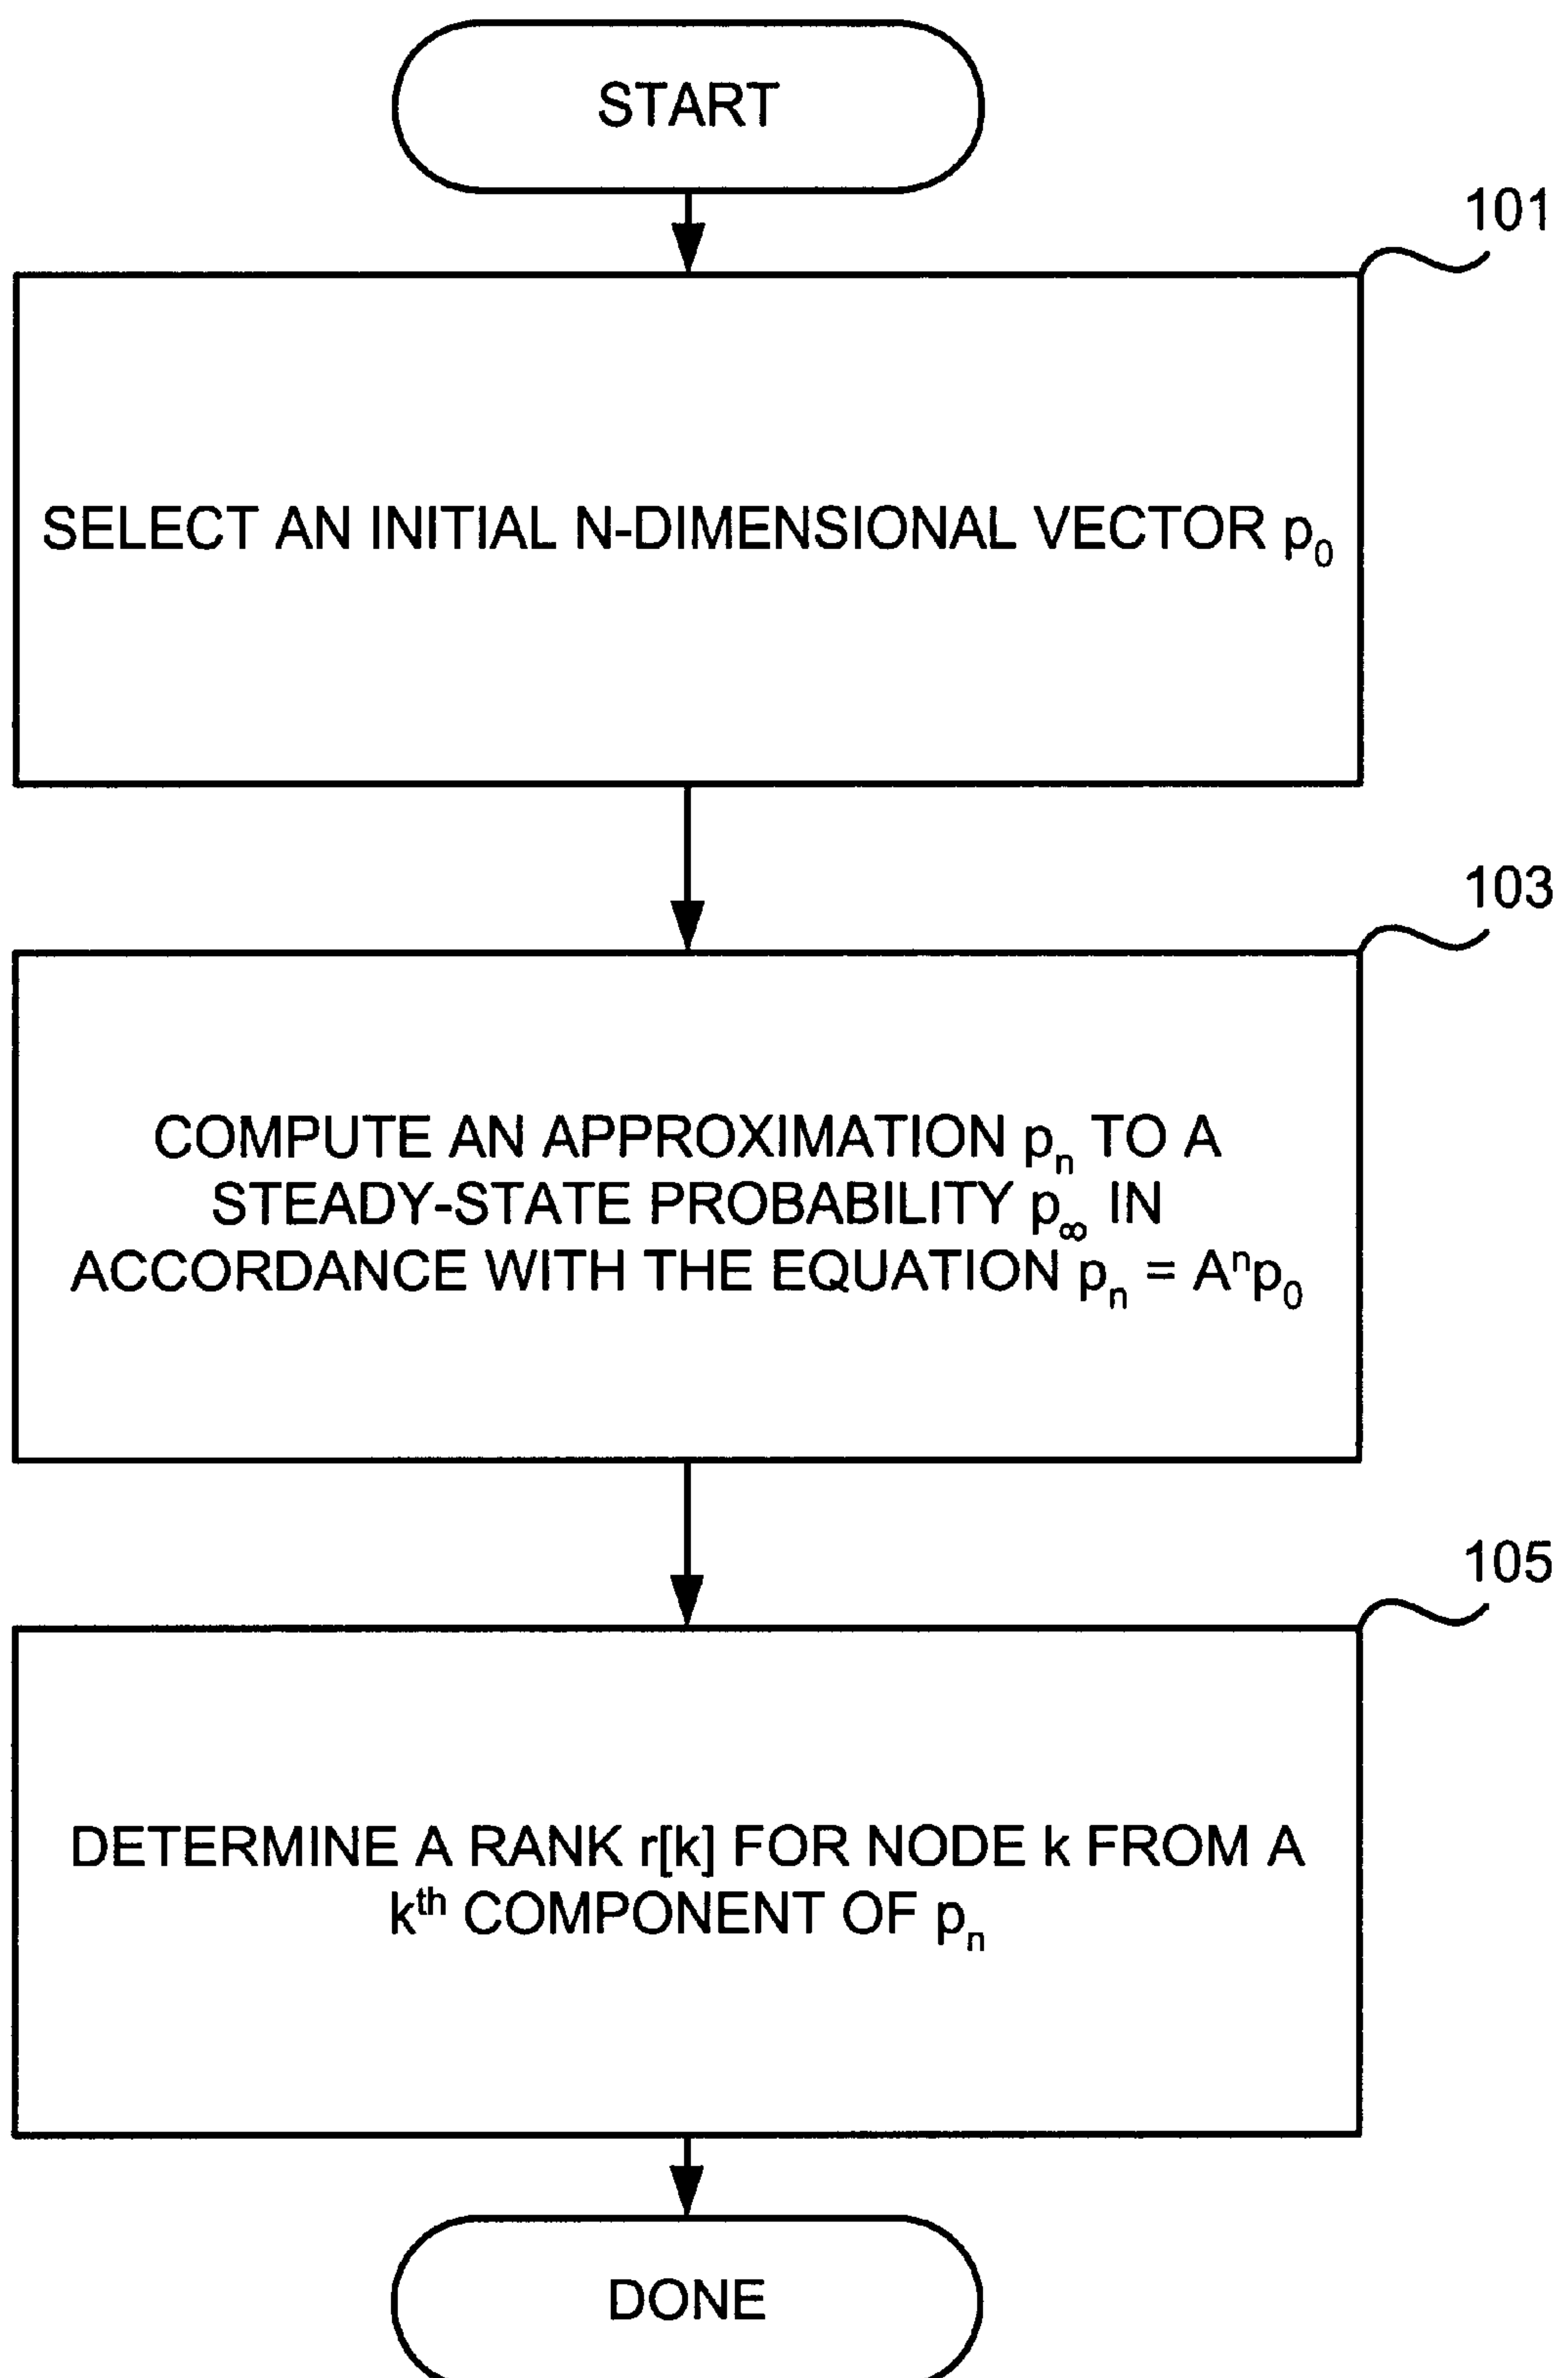 START
101
SELECT AN INITIAL N-DIMENSIONAL VECTOR p₀
103
COMPUTE AN APPROXIMATION pₙ TO A
STEADY-STATE PROBABILITY p∞ IN
ACCORDANCE WITH THE EQUATION pₙ = Aⁿp₀
105
DETERMINE A RANK r[k] FOR NODE k FROM A
kᵗʰ COMPONENT OF pₙ
DONE